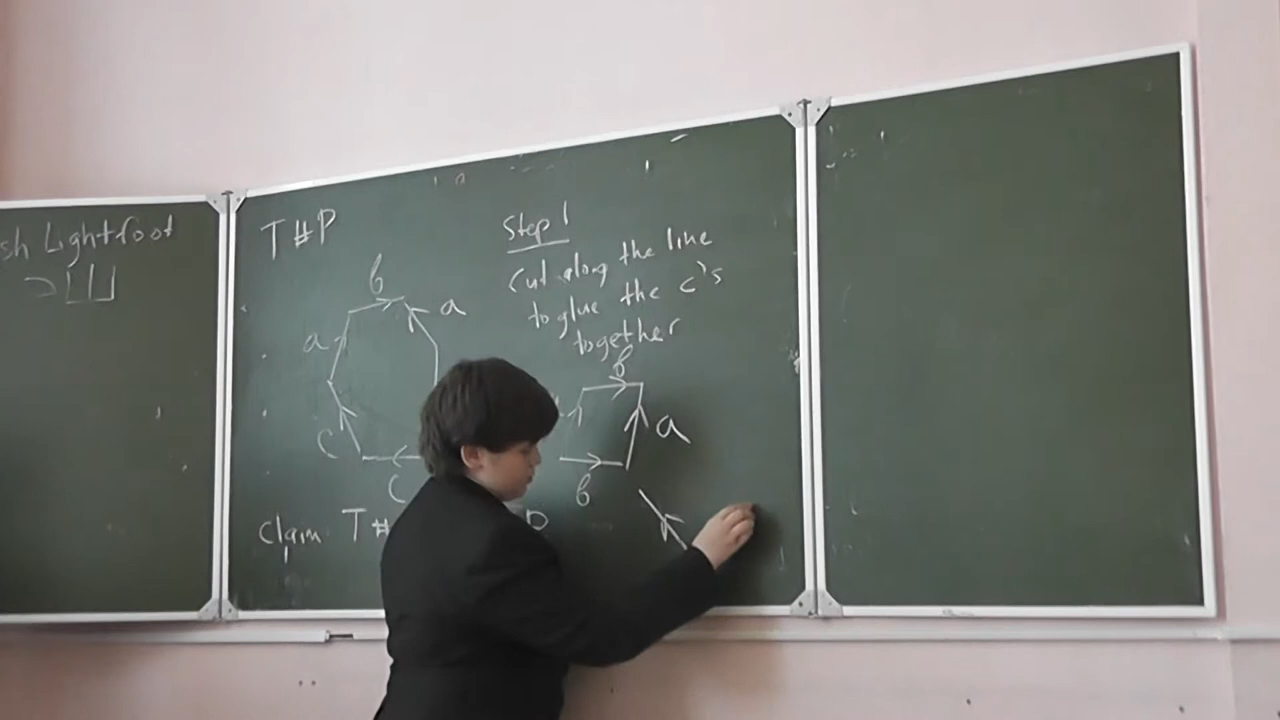 sh Lightfoot
T#P
b
a
a
C
C
Claim T#
P
Step 1
Cut along the line
to glue the c's
together
b
a
b